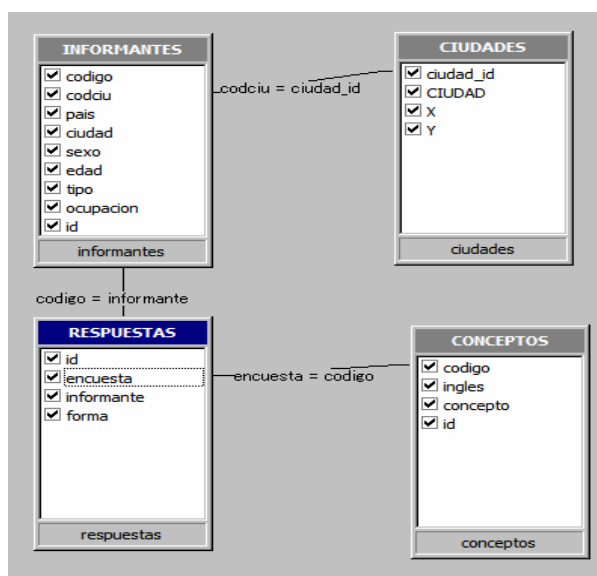 INFORMANTES
codigo
codciu
pais
ciudad
sexo
edad
tipo
ocupacion
id
informantes
codciu = ciudad_id
CIUDADES
ciudad_id
CIUDAD
X
Y
ciudades
codigo = informante
RESPUESTAS
id
encuesta
informante
forma
respuestas
encuesta = codigo
CONCEPTOS
codigo
ingles
concepto
id
conceptos